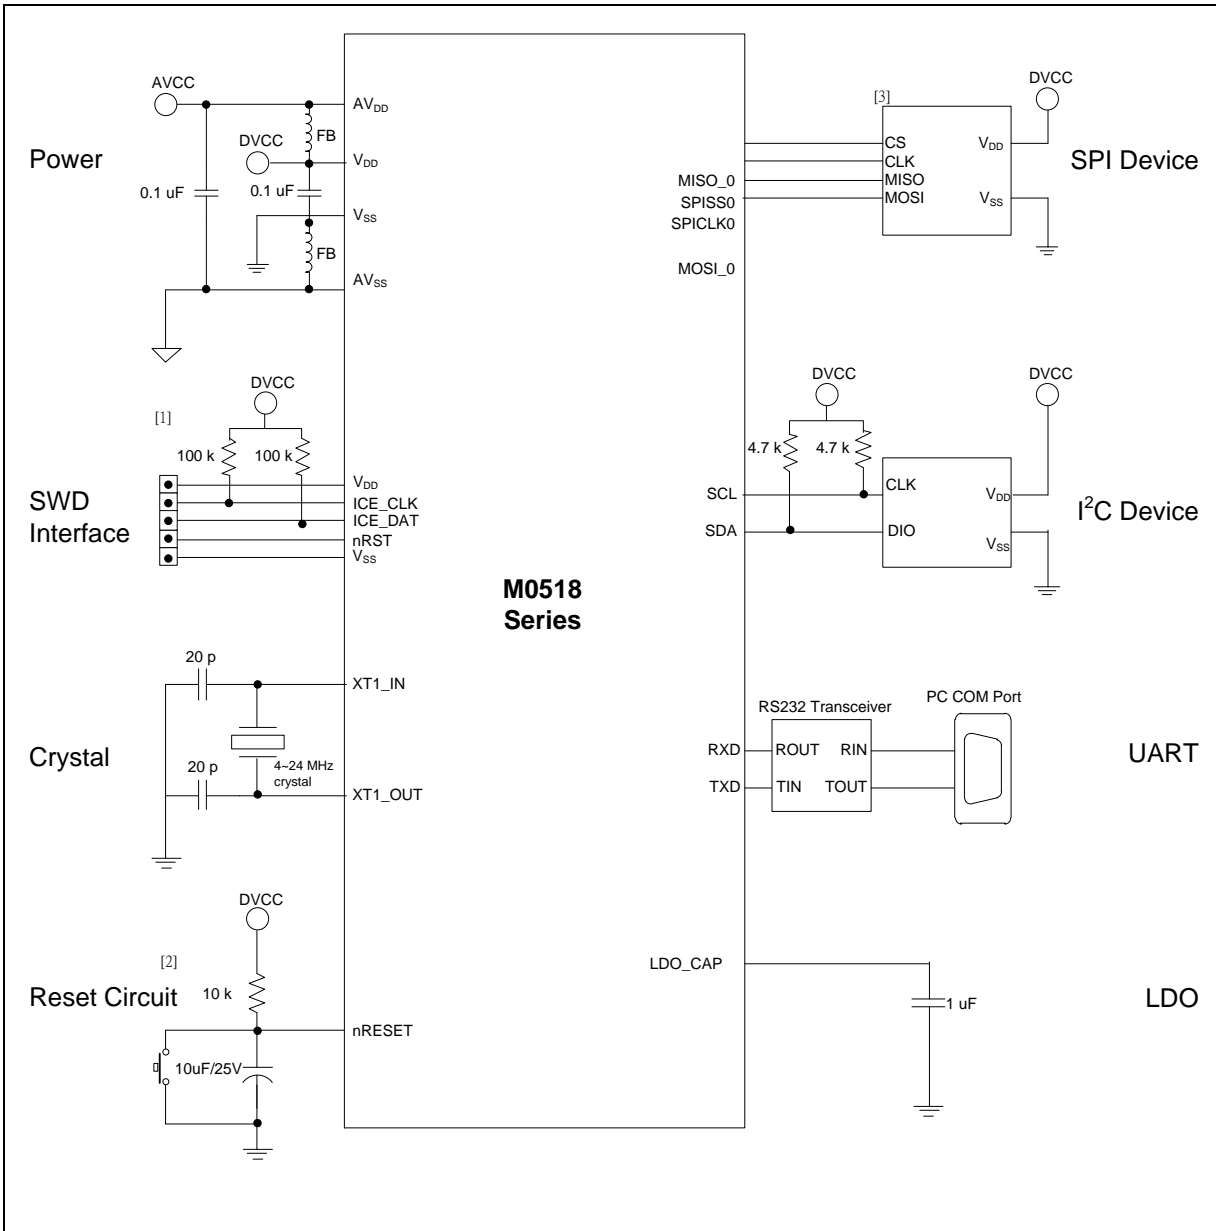 AVCC
AVDD
FB
DVCC
VDD
Power
0.1 uF
0.1 uF
VSS
FB
AVSS
[3]
DVCC
CS
CLK
MISO
MOSI
VDD
VSS
SPI Device
MISO_0
SPISS0
SPICLK0
MOSI_0
DVCC
[1]
100 k
100 k
SWD
Interface
VDD
ICE_CLK
ICE_DAT
nRST
VSS
DVCC
DVCC
4.7 k
4.7 k
SCL
SDA
CLK
DIO
VDD
VSS
I2C Device
M0518
Series
20 p
XT1_IN
Crystal
4~24 MHz
crystal
20 p
XT1_OUT
RS232 Transceiver
PC COM Port
RXD
TXD
ROUT
RIN
TIN
TOUT
UART
DVCC
[2]
Reset Circuit
10 k
nRESET
10uF/25V
LDO_CAP
1 uF
LDO